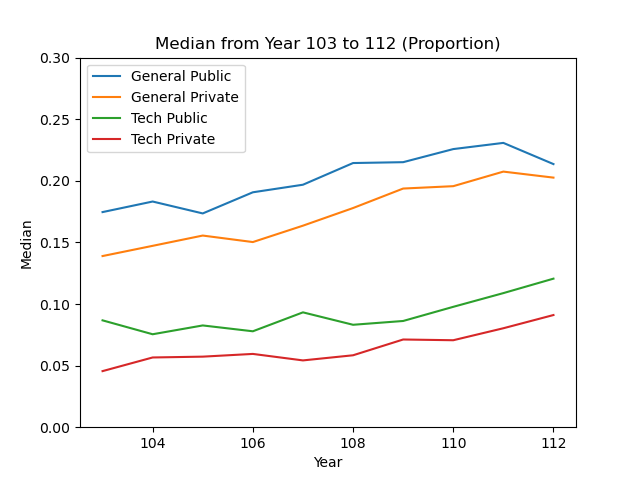 Median from Year 103 to 112 (Proportion)
General Public
General Private
Tech Public
Tech Private
Median
0.30
0.25
0.20
0.15
0.10
0.05
0.00
104 106 108 110 112
Year